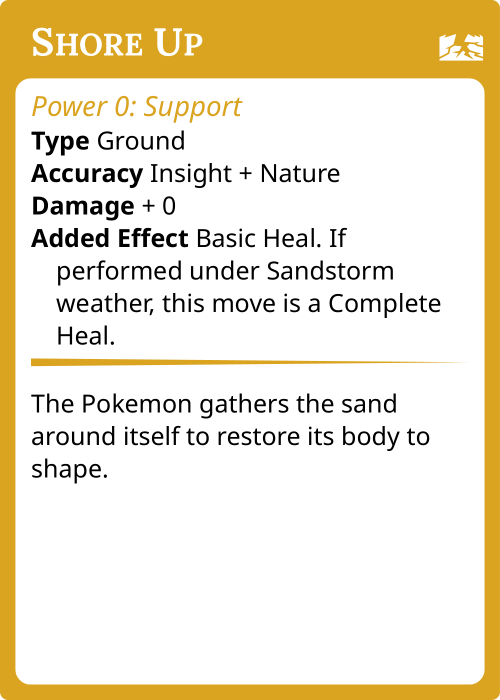 Shore Up
Power 0: Support
Type Ground
Accuracy Insight + Nature
Damage + 0
Added Effect Basic Heal. If
performed under Sandstorm
weather, this move is a Complete
Heal.
The Pokemon gathers the sand
around itself to restore its body to
shape.